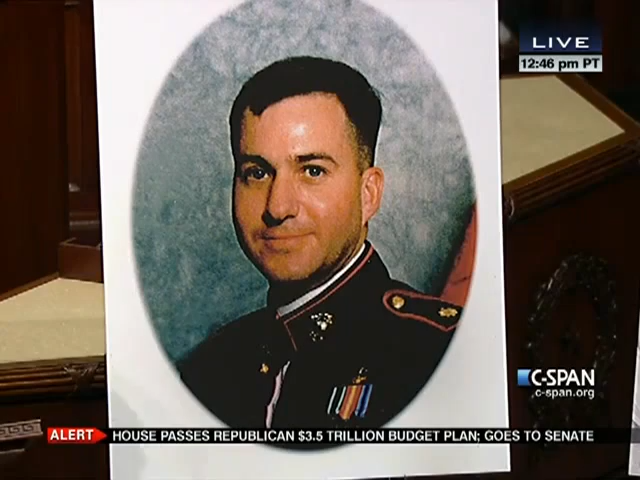 LIVE
12:46 pm PT
C-SPAN
c-span.org
ALERT HOUSE PASSES REPUBLICAN $3.5 TRILLION BUDGET PLAN; GOES TO SENATE